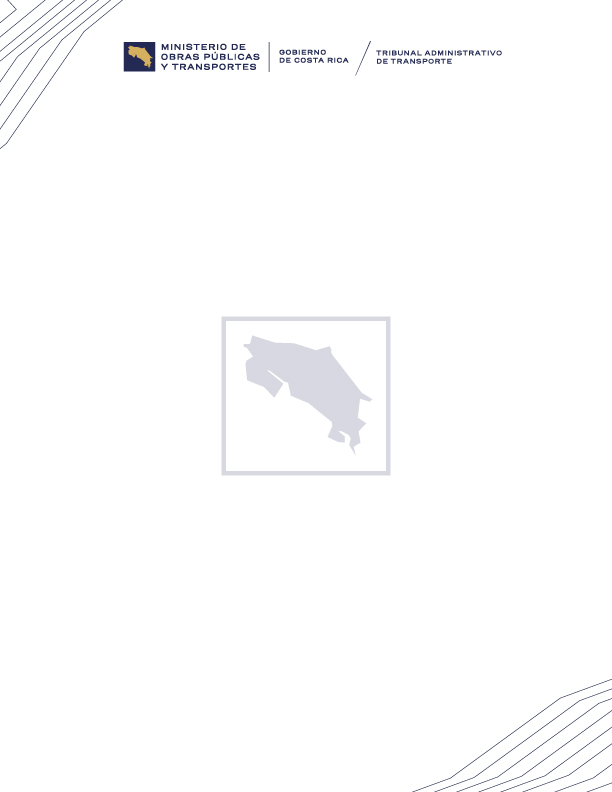 MINISTERIO DE
OBRAS PÚBLICAS
Y TRANSPORTES
GOBIERNO
DE COSTA RICA
TRIBUNAL ADMINISTRATIVO
DE TRANSPORTE